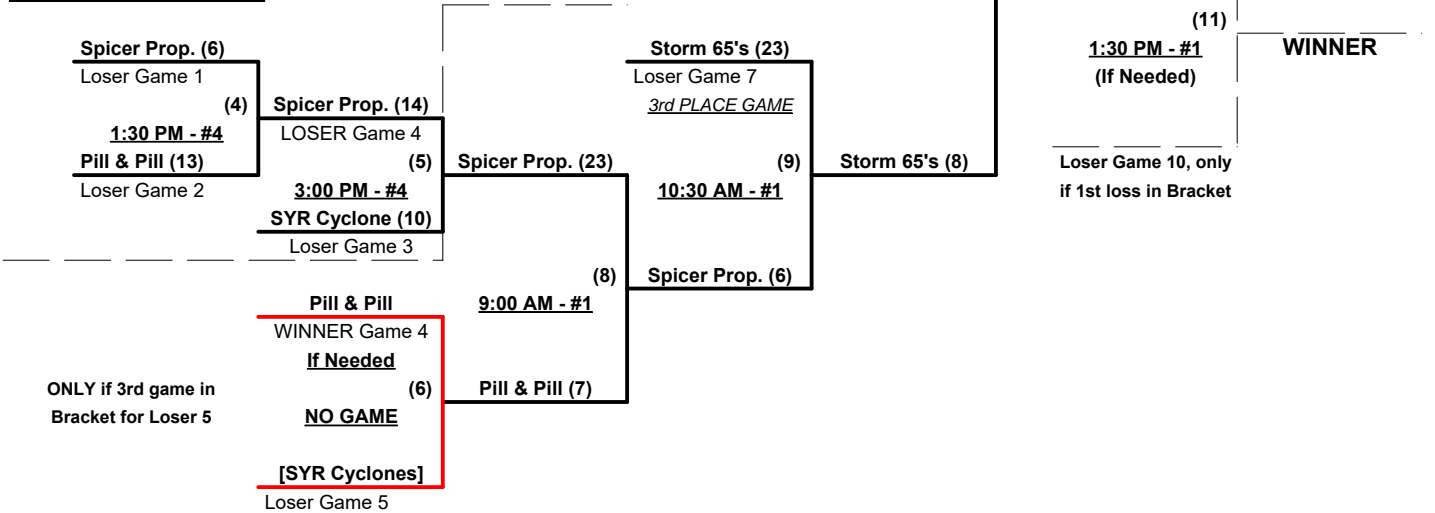 (11)
Spicer Prop. (6)
Storm 65's (23)
1:30 PM - #1
WINNER
Loser Game 1
Loser Game 7
(If Needed)
(4)
Spicer Prop. (14)
3rd PLACE GAME
1:30 PM - #4
LOSER Game 4
Pill & Pill (13)
(5)
Spicer Prop. (23)
(9)
Storm 65's (8)
Loser Game 10, only
Loser Game 2
3:00 PM - #4
10:30 AM - #1
if 1st loss in Bracket
SYR Cyclone (10)
Loser Game 3
(8)
Spicer Prop. (6)
Pill & Pill
9:00 AM - #1
WINNER Game 4
If Needed
ONLY if 3rd game in
(6)
Pill & Pill (7)
Bracket for Loser 5
NO GAME
[SYR Cyclones]
Loser Game 5